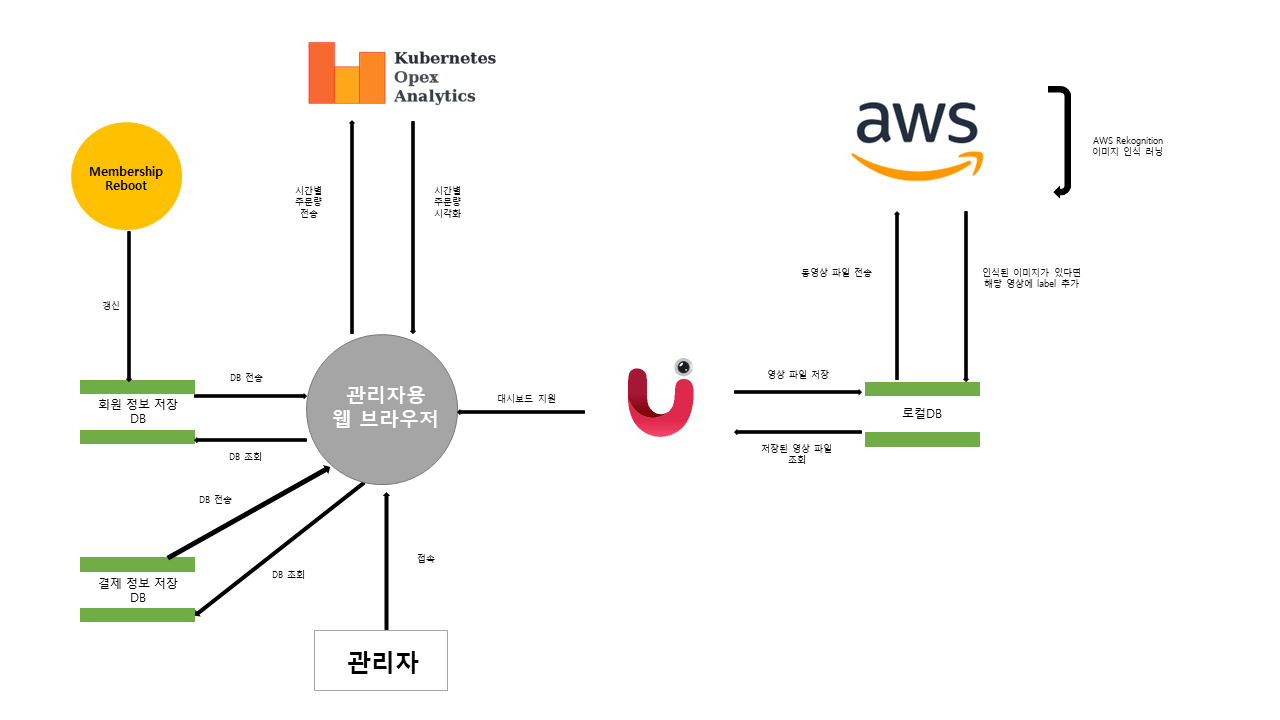 Kubernetes
Opex
Analytics
aws
AWS Rekognition
이미지 인식 러닝
Membership
Reboot
시간별
주문량
전송
시간별
주문량
시각화
동영상 파일 전송
인식된 이미지가 있다면
해당 영상에 label 추가
갱신
DB 전송
회원 정보 저장
DB
관리자용
웹 브라우저
대시보드 지원
영상 파일 저장
로컬DB
저장된 영상 파일
조회
DB 조회
DB 전송
DB 조회
접속
결제 정보 저장
DB
관리자